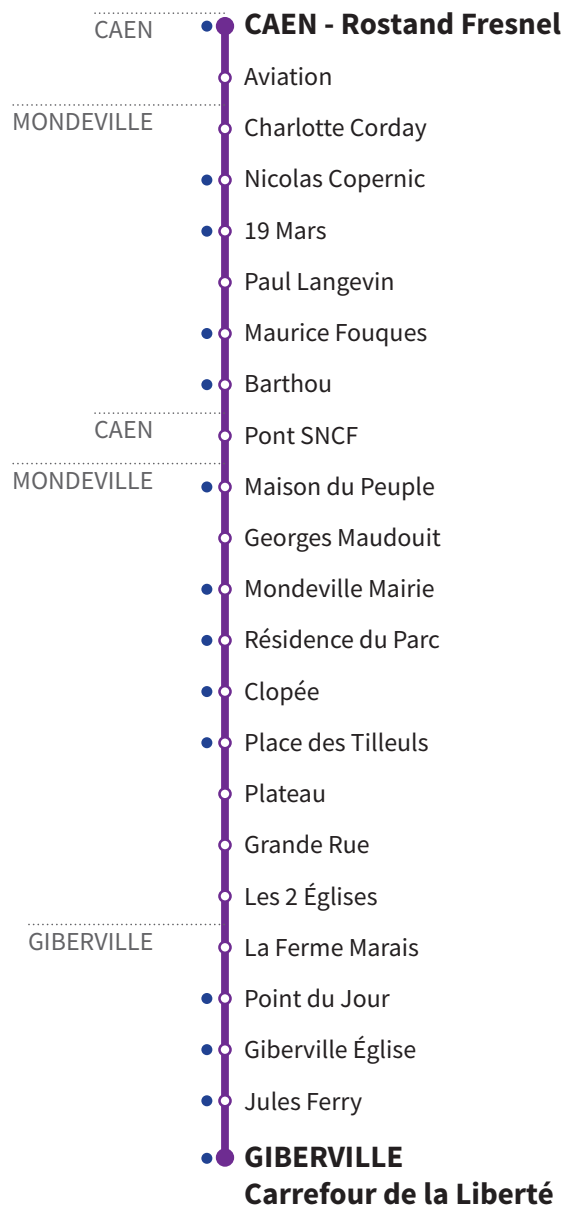 CAEN
CAEN - Rostand Fresnel
Aviation
MONDEVILLE
Charlotte Corday
Nicolas Copernic
19 Mars
Paul Langevin
Maurice Fouques
Barthou
CAEN
Pont SNCF
MONDEVILLE
Maison du Peuple
Georges Maudouit
Mondeville Mairie
Résidence du Parc
Clopée
Place des Tilleuls
Plateau
Grande Rue
Les 2 Églises
GIBERVILLE
La Ferme Marais
Point du Jour
Giberville Église
Jules Ferry
GIBERVILLE
Carrefour de la Liberté